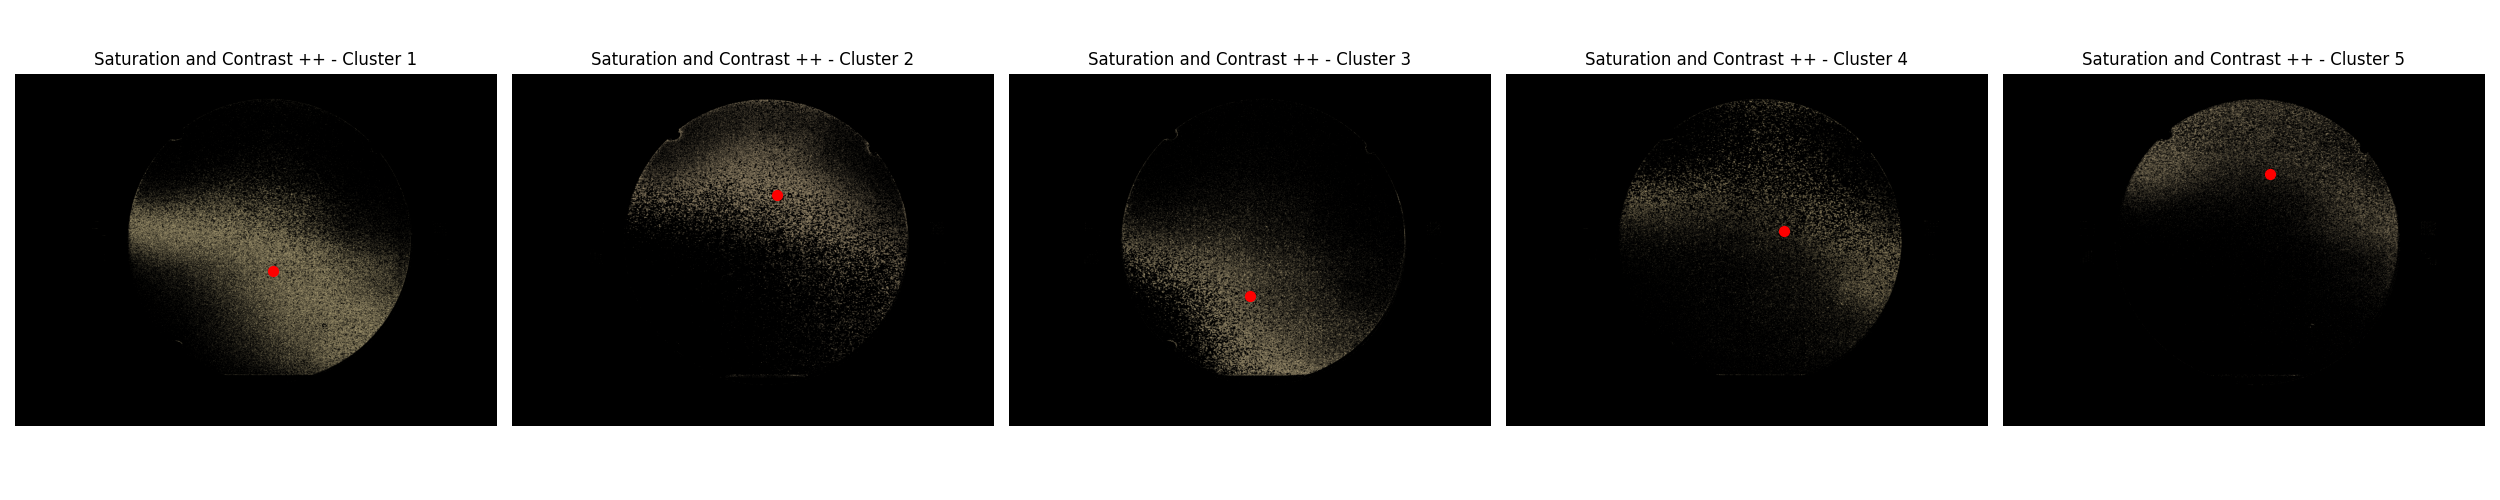 Saturation and Contrast ++ - Cluster 1
Saturation and Contrast ++ - Cluster 2
Saturation and Contrast ++ - Cluster 3
Saturation and Contrast ++ - Cluster 4
Saturation and Contrast ++ - Cluster 5